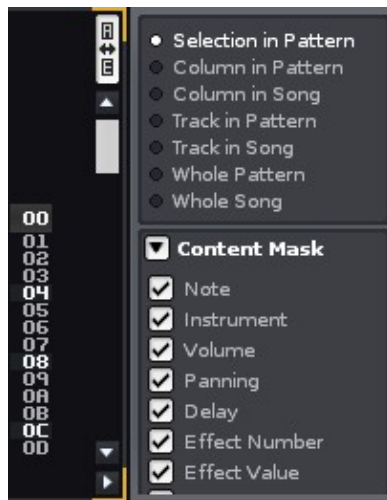 A
B
Selection in Pattern
Column in Pattern
Column in Song
Track in Pattern
Track in Song
Whole Pattern
Whole Song
00
01
02
03
04
05
06
07
08
09
0A
0B
0C
0D
Content Mask
Note
Instrument
Volume
Panning
Delay
Effect Number
Effect Value